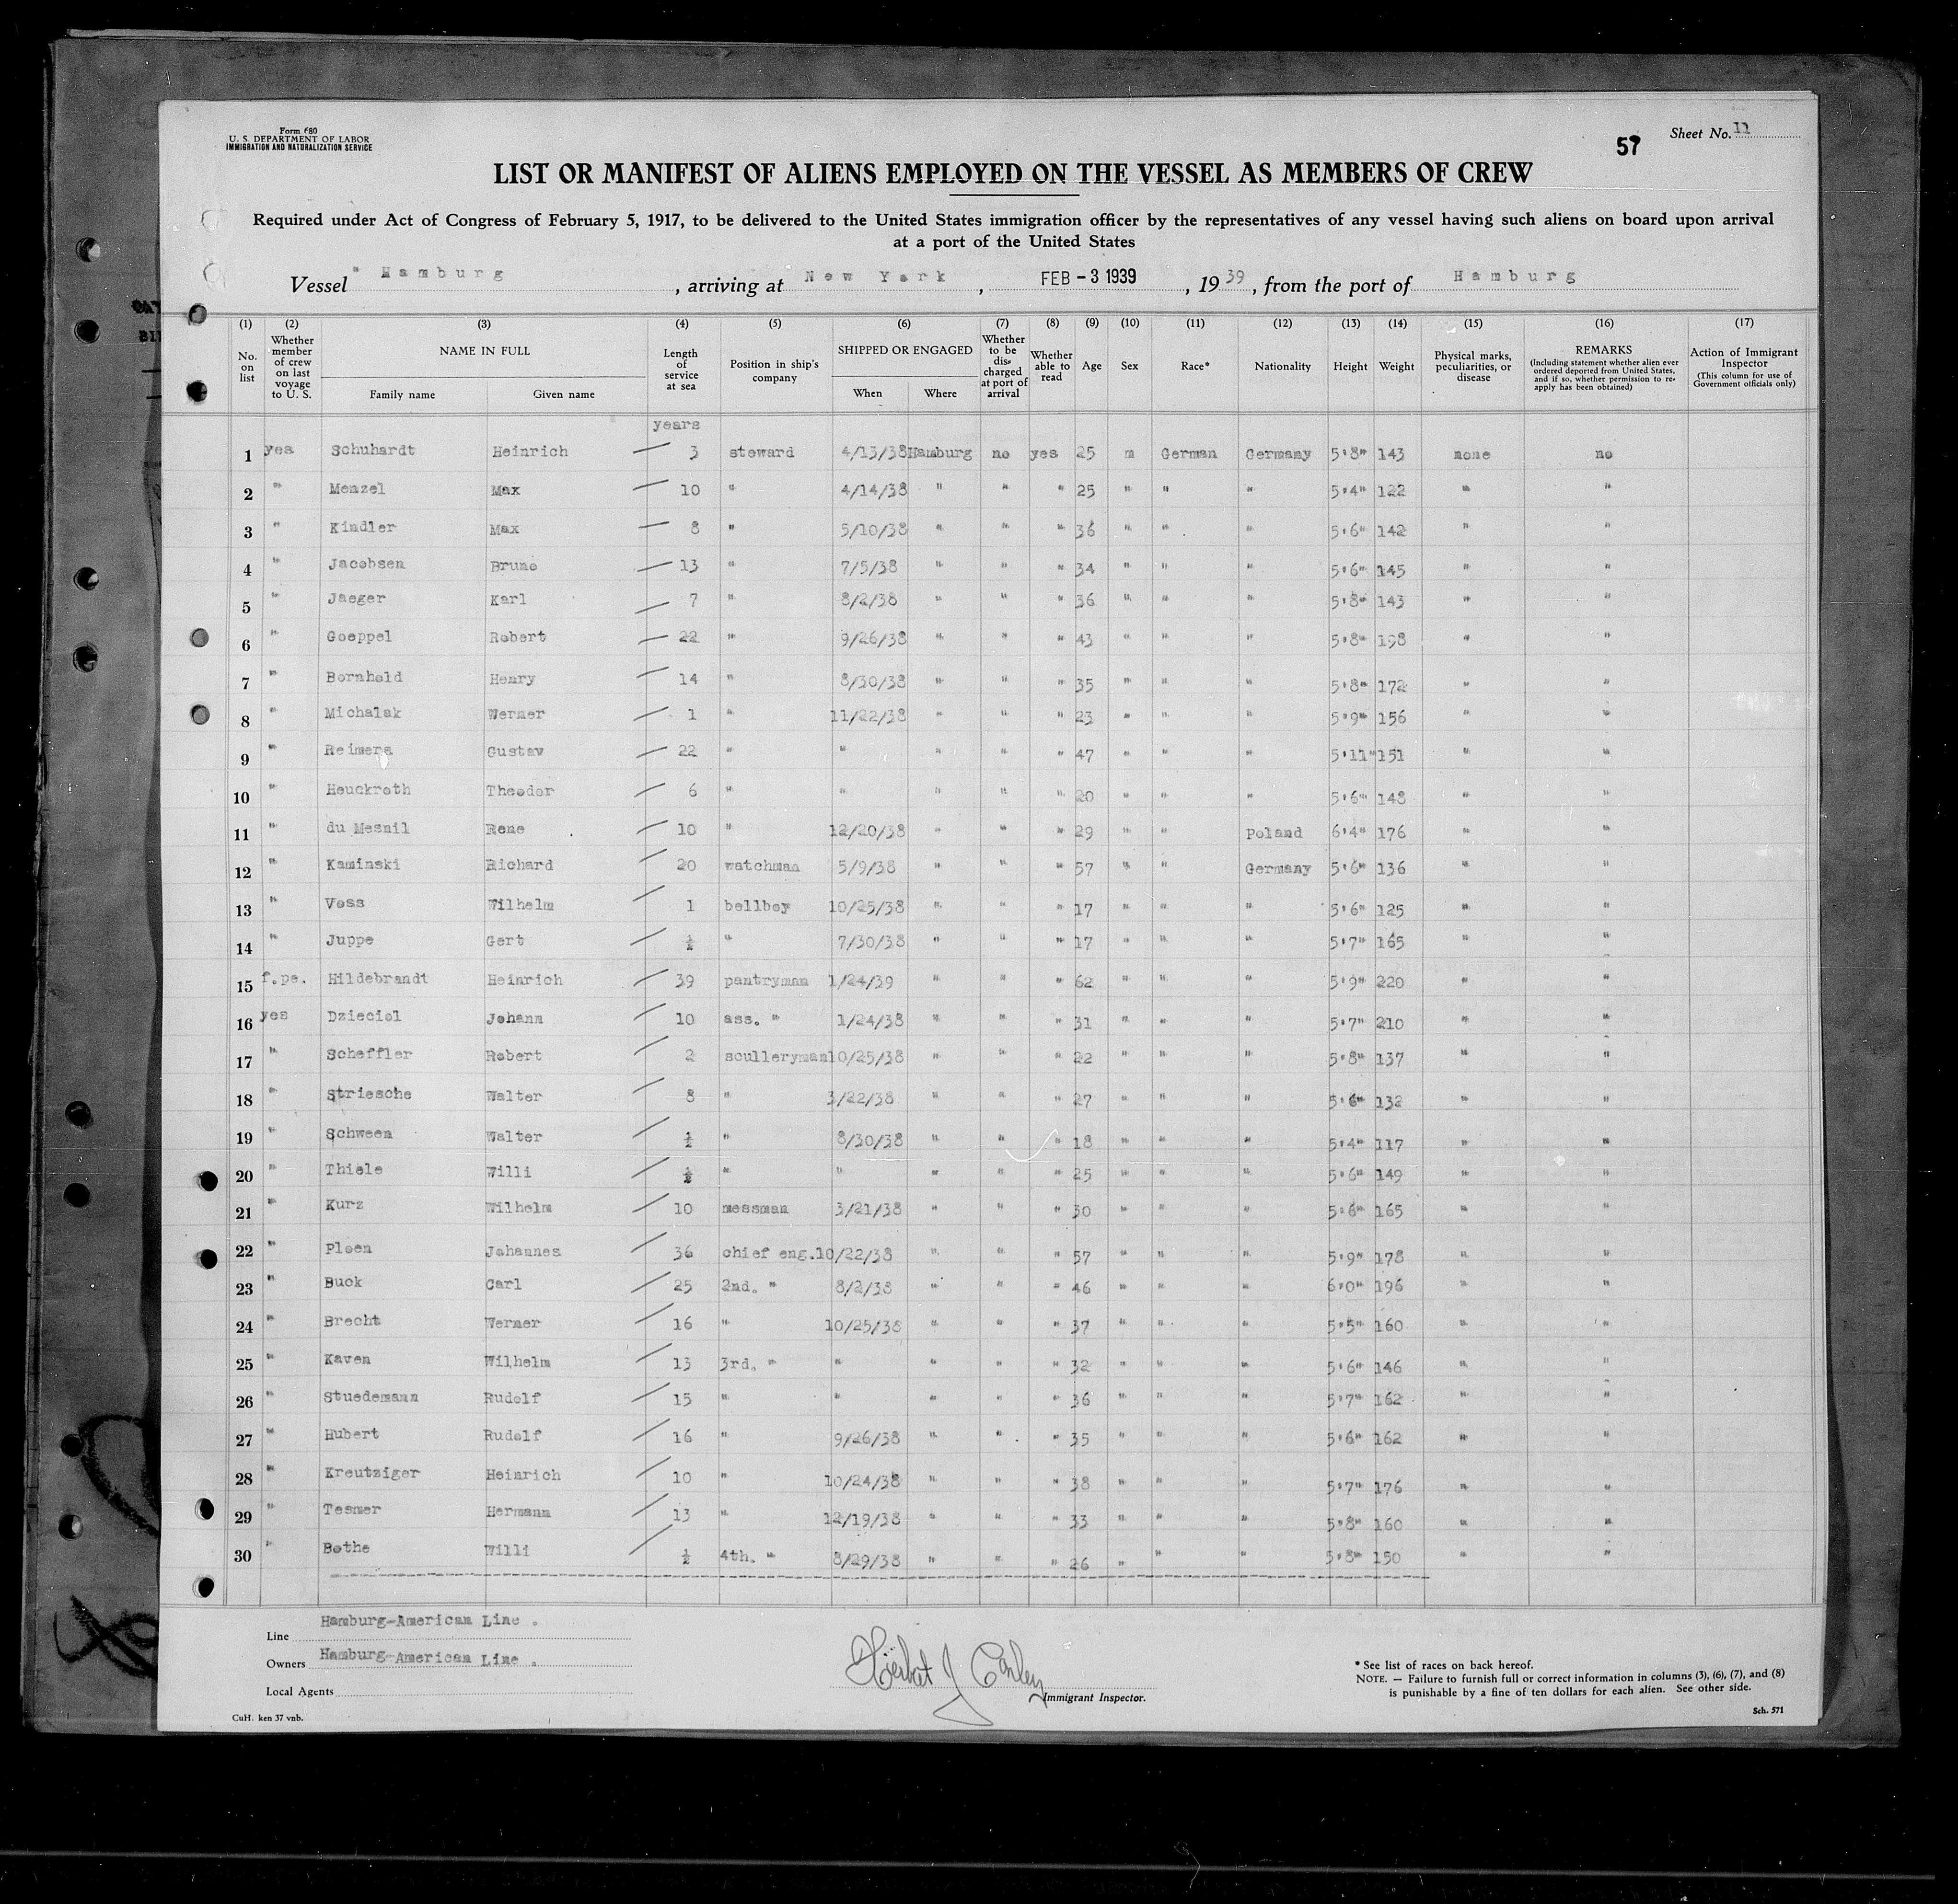 Form 680
U. S. DEPARTMENT OF LABOR
IMMIGRATION AND NATURALIZATION SERVICE
57
Sheet No. 11
LIST OR MANIFEST OF ALIENS EMPLOYED ON THE VESSEL AS MEMBERS OF CREW
Required under Act of Congress of February 5, 1917, to be delivered to the United States immigration officer by the representatives of any vessel having such aliens on board upon arrival
at a port of the United States
Vessel " Hamburg , arriving at New York , FEB - 3 1939 , 19 39 , from the port of Hamburg
(1) (2) (3) (4) (5) (6) (7) (8) (9) (10) (11) (12) (13) (14) (15) (16) (17)
No. on list
Whether member of crew on last voyage to U. S.
NAME IN FULL
Family name Given name
Length of service at sea
Position in ship's company
SHIPPED OR ENGAGED
When Where
Whether to be discharged at port of arrival
Whether able to read
Age
Sex
Race*
Nationality
Height
Weight
Physical marks, peculiarities, or disease
REMARKS
(Including statement whether alien ever ordered deported from United States, and if so, whether permission to reapply has been obtained)
Action of Immigrant Inspector
(This column for use of Government officials only)
years
1 yes Schuhardt Heinrich 3 steward 4/13/38 Hamburg no yes 25 m German Germany 5'8" 143 none no
2 " Menzel Max 10 " 4/14/38 " " " 25 " " " 5'4" 122 " "
3 " Kindler Max 8 " 5/10/38 " " " 36 " " " 5'6" 142 " "
4 " Jacobsen Bruno 13 " 7/5/38 " " " 34 " " " 5'6" 145 " "
5 " Jaeger Karl 7 " 8/2/38 " " " 36 " " " 5'8" 143 " "
6 " Goeppel Robert 22 " 9/26/38 " " " 43 " " " 5'8" 198 " "
7 " Bornhold Henry 14 " 8/30/38 " " " 35 " " " 5'8" 172 " "
8 " Michalak Werner 1 " 11/22/38 " " " 23 " " " 5'9" 156 " "
9 " Reimers Gustav 22 " " " " " 47 " " " 5'11" 151 " "
10 " Heuckroth Theodor 6 " " " " " 20 " " " 5'6" 148 " "
11 " du Mesnil Rene 10 " 12/20/38 " " " 29 " " Poland 6'4" 176 " "
12 " Kaminski Richard 20 watchman 5/9/38 " " " 57 " " Germany 5'6" 136 " "
13 " Voss Wilhelm 1 bellboy 10/25/38 " " " 17 " " " 5'6" 125 " "
14 " Juppe Gert ½ " 7/30/38 " " " 17 " " " 5'7" 165 " "
15 f.pe. Hildebrandt Heinrich 39 pantryman 1/24/39 " " " 62 " " " 5'9" 220 " "
16 yes Dzieciol Johann 10 ass. " 1/24/38 " " " 31 " " " 5'7" 210 " "
17 " Scheffler Robert 2 sculleryman 10/25/38 " " " 22 " " " 5'8" 137 " "
18 " Striesche Walter 8 " 3/22/38 " " " 27 " " " 5'6" 132 " "
19 " Schween Walter ½ " 8/30/38 " " " 18 " " " 5'4" 117 " "
20 " Thiele Willi ½ " " " " " 25 " " " 5'6" 149 " "
21 " Kurz Wilhelm 10 messman 3/21/38 " " " 30 " " " 5'6" 165 " "
22 " Ploen Johannes 36 chief eng. 10/22/38 " " " 57 " " " 5'9" 178 " "
23 " Buck Carl 25 2nd. " 8/2/38 " " " 46 " " " 6'0" 196 " "
24 " Brecht Werner 16 " 10/25/38 " " " 37 " " " 5'5" 160 " "
25 " Kaven Wilhelm 13 3rd. " " " " " 32 " " " 5'6" 146 " "
26 " Stuedemann Rudolf 15 " " " " " 36 " " " 5'7" 162 " "
27 " Hubert Rudolf 16 " 9/26/38 " " " 35 " " " 5'6" 162 " "
28 " Kreutziger Heinrich 10 " 10/24/38 " " " 38 " " " 5'7" 176 " "
29 " Tesmer Hermann 13 " 12/19/38 " " " 33 " " " 5'8" 160 " "
30 " Bothe Willi ½ 4th. " 8/29/38 " " " 26 " " " 5'8" 150 " "
Line Hamburg-American Line .
Owners Hamburg-American Line .
Local Agents
CuH. ken 37 vnb.
Immigrant Inspector.
* See list of races on back hereof.
NOTE. — Failure to furnish full or correct information in columns (3), (6), (7), and (8)
is punishable by a fine of ten dollars for each alien. See other side.
Sch. 571